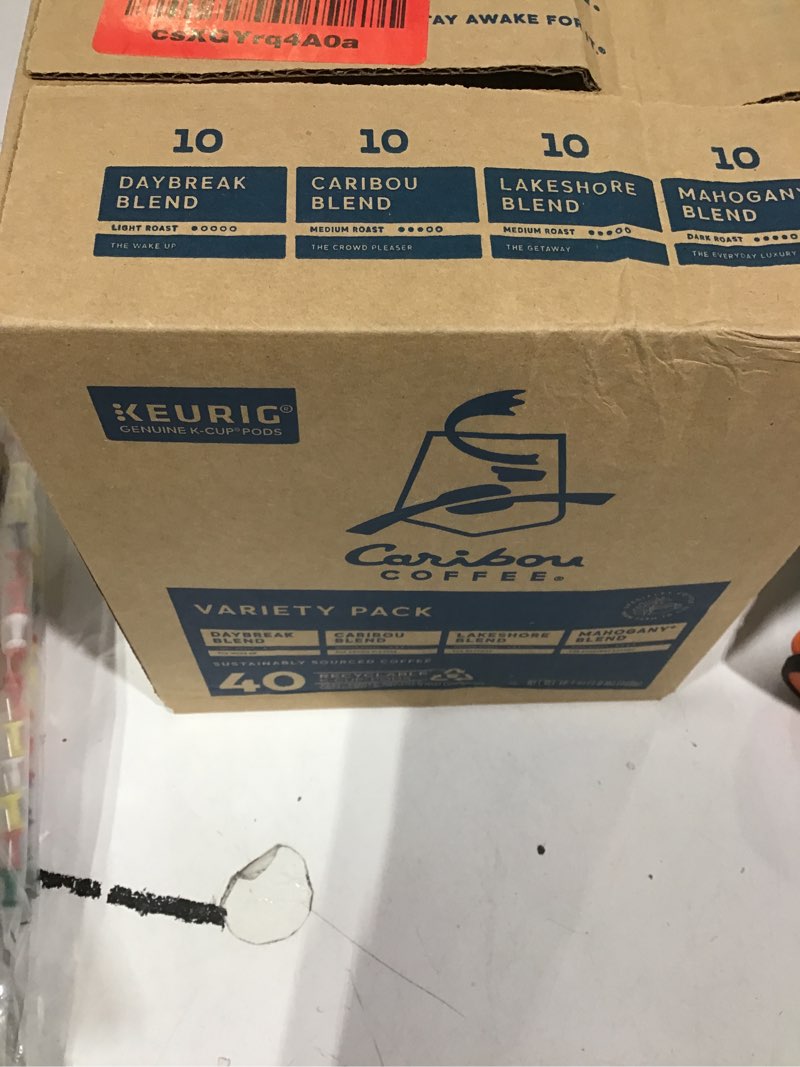 csXGYrq4A0a
TAY AWAKE FOR
10 10 10 10
DAYBREAK BLEND
LIGHT ROAST
THE WAKE UP
CARIBOU BLEND
MEDIUM ROAST
THE CROWD PLEASER
LAKESHORE BLEND
MEDIUM ROAST
THE GETAWAY
MAHOGANY BLEND
DARK ROAST
THE EVERYDAY LUXURY
KEURIG®
GENUINE K-CUP® PODS
Caribou
COFFEE®
VARIETY PACK
DAYBREAK BLEND
CARIBOU BLEND
LAKESHORE BLEND
MAHOGANY® BLEND
SUSTAINABLY SOURCED COFFEE
40
RECYCLABLE